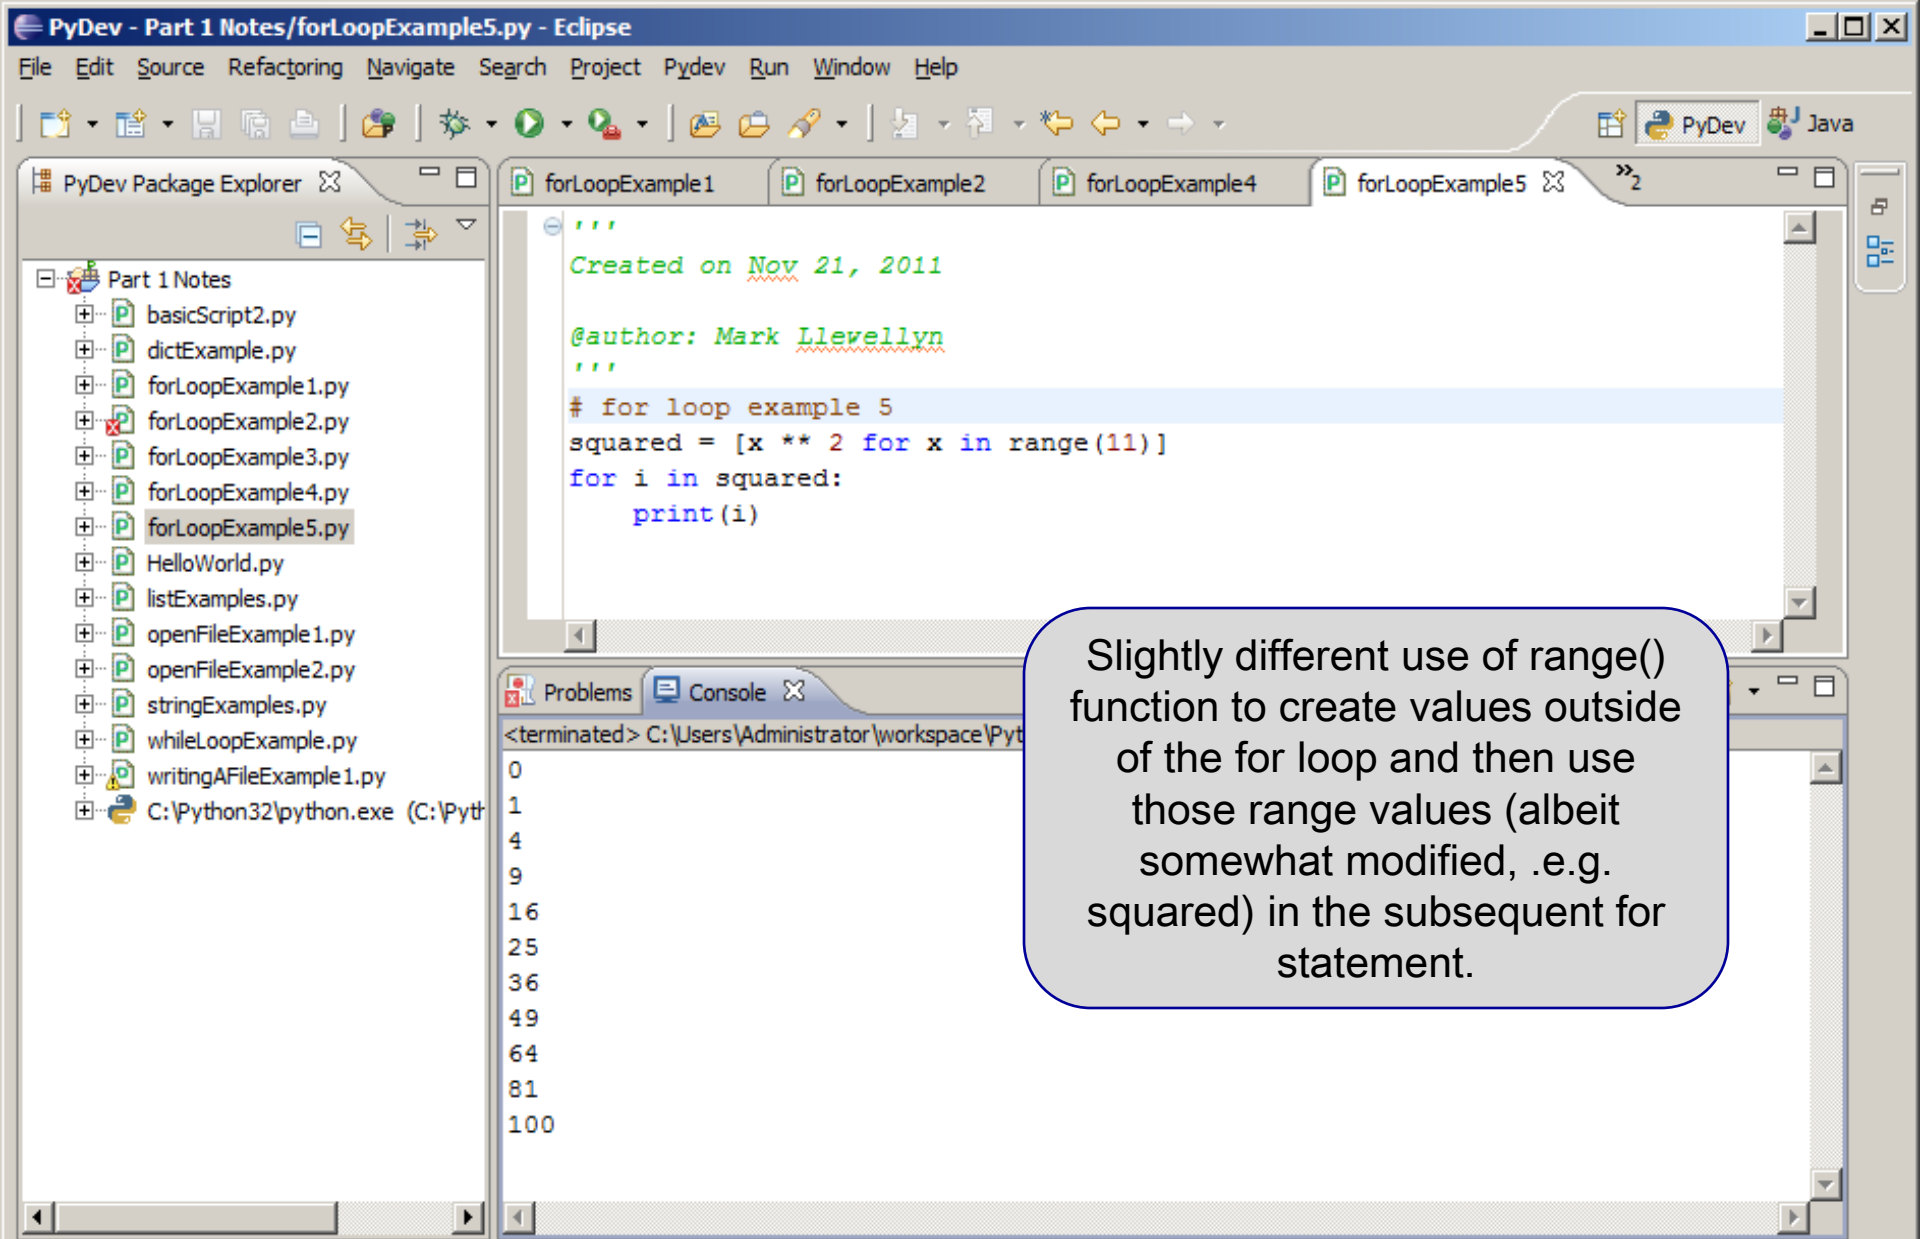 PyDev - Part 1 Notes/forLoopExample5.py - Eclipse
File Edit Source Refactoring Navigate Search Project Pydev Run Window Help
PyDev Java
PyDev Package Explorer
Part 1 Notes
basicScript2.py
dictExample.py
forLoopExample1.py
forLoopExample2.py
forLoopExample3.py
forLoopExample4.py
forLoopExample5.py
HelloWorld.py
listExamples.py
openFileExample1.py
openFileExample2.py
stringExamples.py
whileLoopExample.py
writingAFileExample1.py
C:\Python32\python.exe (C:\Pyth
forLoopExample1 forLoopExample2 forLoopExample4 forLoopExample5 »2
'''
Created on Nov 21, 2011
@author: Mark Llewellyn
'''
# for loop example 5
squared = [x ** 2 for x in range(11)]
for i in squared:
    print(i)
Problems Console
<terminated> C:\Users\Administrator\workspace\Pyt
0
1
4
9
16
25
36
49
64
81
100
Slightly different use of range()
function to create values outside
of the for loop and then use
those range values (albeit
somewhat modified, .e.g.
squared) in the subsequent for
statement.